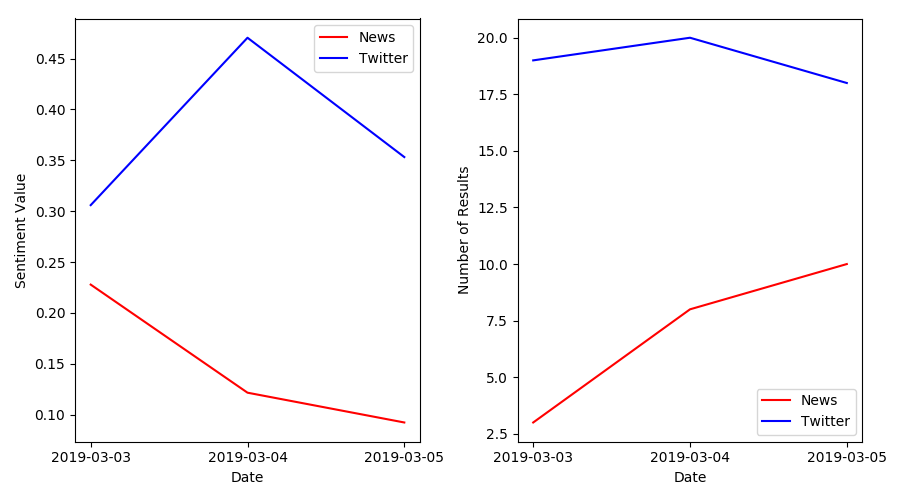 Sentiment Value
0.45
0.40
0.35
0.30
0.25
0.20
0.15
0.10
News
Twitter
2019-03-03
2019-03-04
2019-03-05
Date
Number of Results
20.0
17.5
15.0
12.5
10.0
7.5
5.0
2.5
News
Twitter
2019-03-03
2019-03-04
2019-03-05
Date